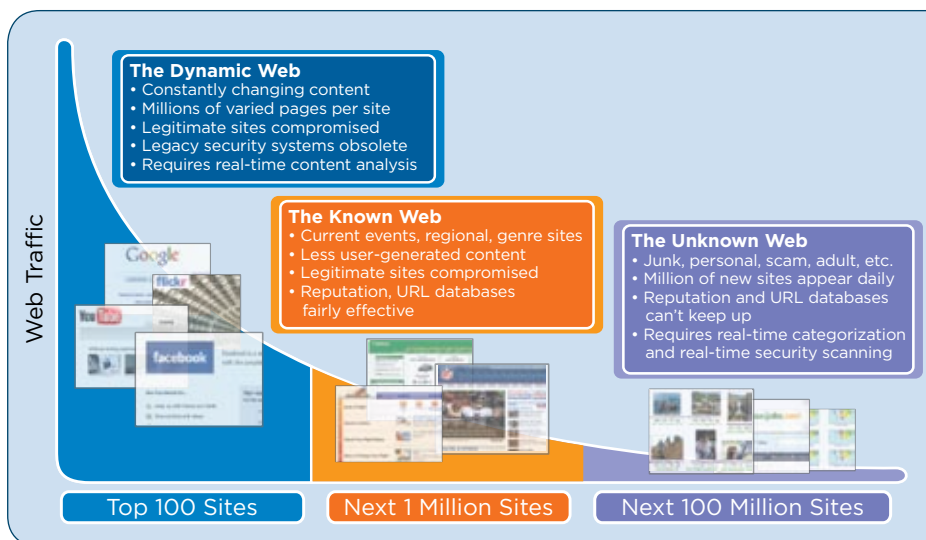 Web Traffic
The Dynamic Web
• Constantly changing content
• Millions of varied pages per site
• Legitimate sites compromised
• Legacy security systems obsolete
• Requires real-time content analysis
The Known Web
• Current events, regional, genre sites
• Less user-generated content
• Legitimate sites compromised
• Reputation, URL databases
fairly effective
The Unknown Web
• Junk, personal, scam, adult, etc.
• Million of new sites appear daily
• Reputation and URL databases
can't keep up
• Requires real-time categorization
and real-time security scanning
Google
flickr
YouTube
facebook
Top 100 Sites
Next 1 Million Sites
Next 100 Million Sites